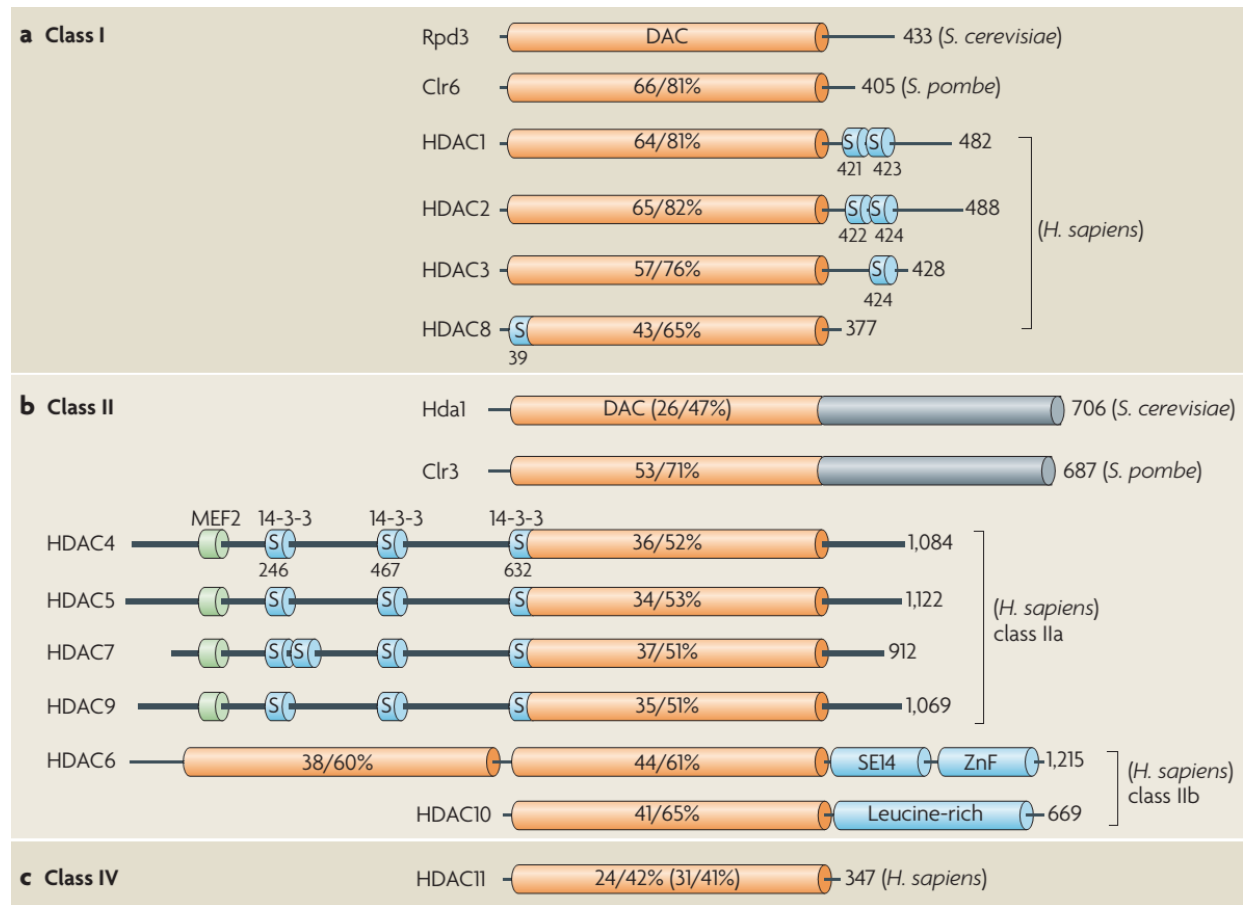 a Class I
Rpd3 DAC 433 (S. cerevisiae)
Clr6 66/81% 405 (S. pombe)
HDAC1 64/81% S S 482
421 423
HDAC2 65/82% S S 488
422 424
(H. sapiens)
HDAC3 57/76% S 428
424
HDAC8 S 43/65% 377
39
b Class II
Hda1 DAC (26/47%) 706 (S. cerevisiae)
Clr3 53/71% 687 (S. pombe)
MEF2 14-3-3 14-3-3 14-3-3
HDAC4 S S S 36/52% 1,084
246 467 632
HDAC5 S S S 34/53% 1,122
(H. sapiens)
class IIa
HDAC7 S S S S 37/51% 912
HDAC9 S S S 35/51% 1,069
HDAC6 38/60% 44/61% SE14 ZnF 1,215
(H. sapiens)
class IIb
HDAC10 41/65% Leucine-rich 669
c Class IV
HDAC11 24/42% (31/41%) 347 (H. sapiens)